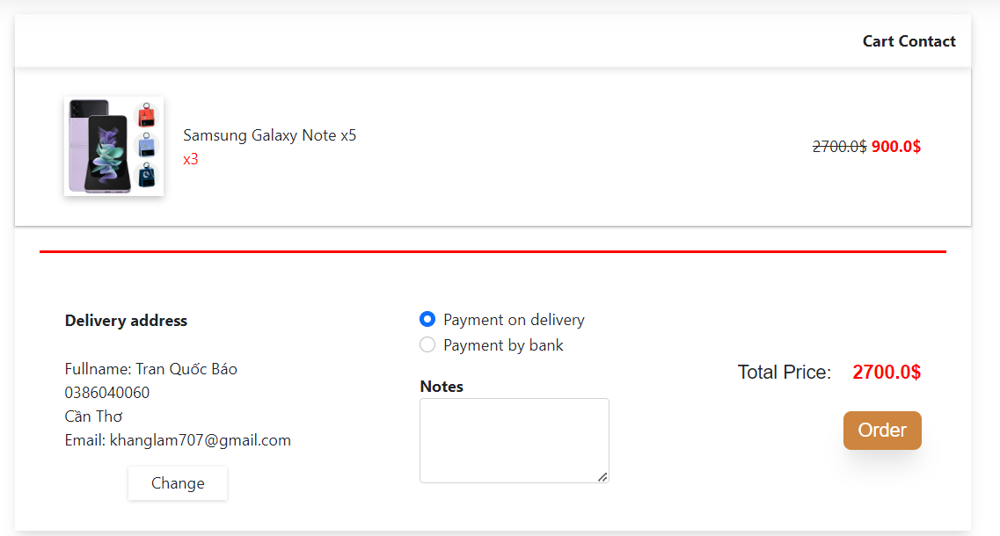 Cart Contact
Samsung Galaxy Note x5
x3
2700.0$ 900.0$
Delivery address
Fullname: Tran Quốc Bảo
0386040060
Cần Thơ
Email: khanglam707@gmail.com
Change
Payment on delivery
Payment by bank
Notes
Total Price: 2700.0$
Order